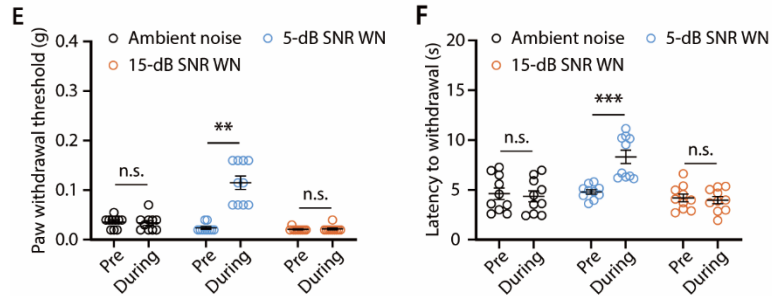 E
Paw withdrawal threshold (g)
0.4
0.3
0.2
0.1
0.0
Ambient noise
5-dB SNR WN
15-dB SNR WN
n.s.
**
n.s.
Pre
During
Pre
During
Pre
During
F
Latency to withdrawal (s)
20
15
10
5
0
Ambient noise
5-dB SNR WN
15-dB SNR WN
n.s.
***
n.s.
Pre
During
Pre
During
Pre
During